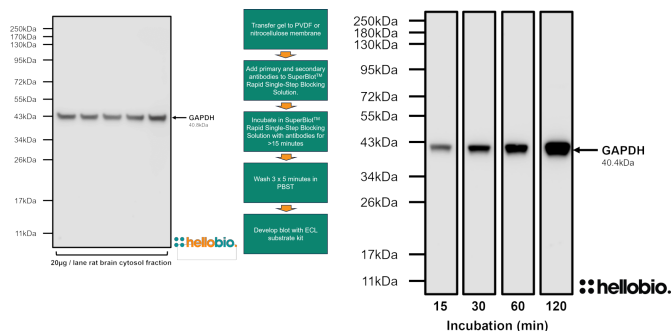 250kDa
170kDa
130kDa
95kDa
72kDa
55kDa
43kDa
34kDa
26kDa
17kDa
11kDa
GAPDH
40.6kDa
20µg / lane rat brain cytosol fraction
hellobio.
Transfer gel to PVDF or
nitrocellulose
membrane
Add primary and secondary
antibodies to SuperBlot™
Rapid Single-Step Blocking
Solution.
Incubate in SuperBlot™
Rapid Single-Step Blocking
Solution with antibodies for
>15 minutes
Wash 3 x 5 minutes in
PBST
Develop blot with ECL
substrate kit
250kDa
180kDa
130kDa
95kDa
72kDa
55kDa
43kDa
34kDa
26kDa
17kDa
11kDa
GAPDH
40.4kDa
hellobio.
15 30 60 120
Incubation (min)